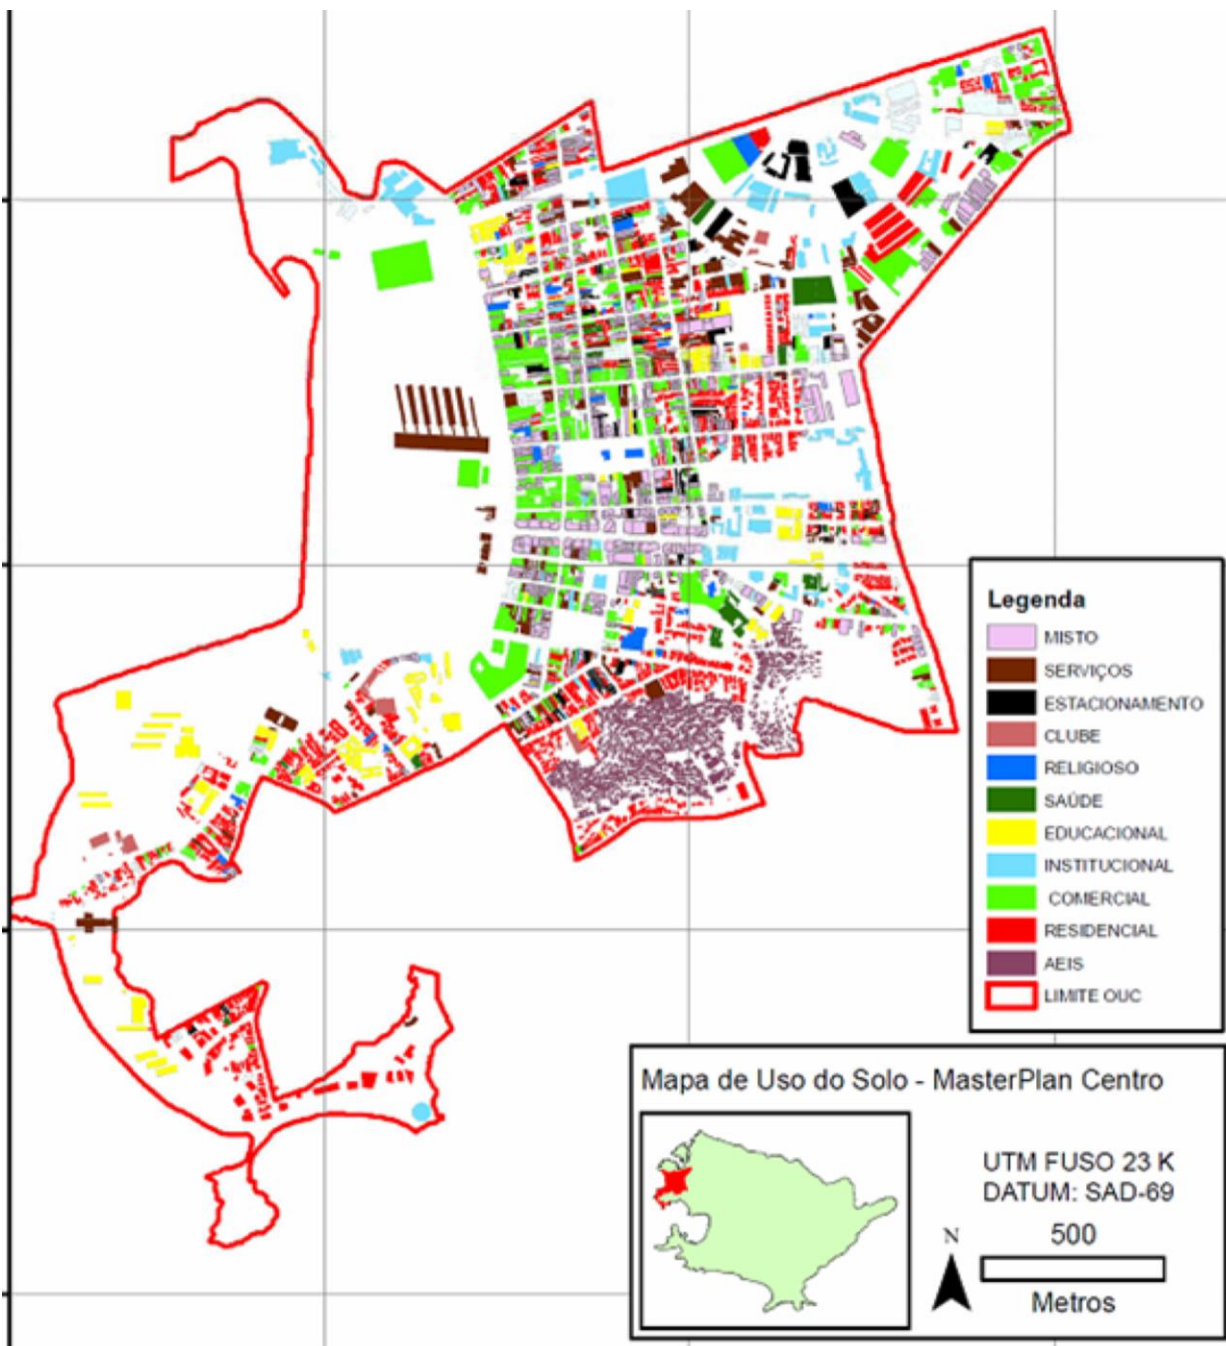 Legenda
MISTO
SERVIÇOS
ESTACIONAMENTO
CLUBE
RELIGIOSO
SAÚDE
EDUCACIONAL
INSTITUCIONAL
COMERCIAL
RESIDENCIAL
AEIS
LIMITE OUC
Mapa de Uso do Solo - MasterPlan Centro
UTM FUSO 23 K
DATUM: SAD-69
N
500
Metros